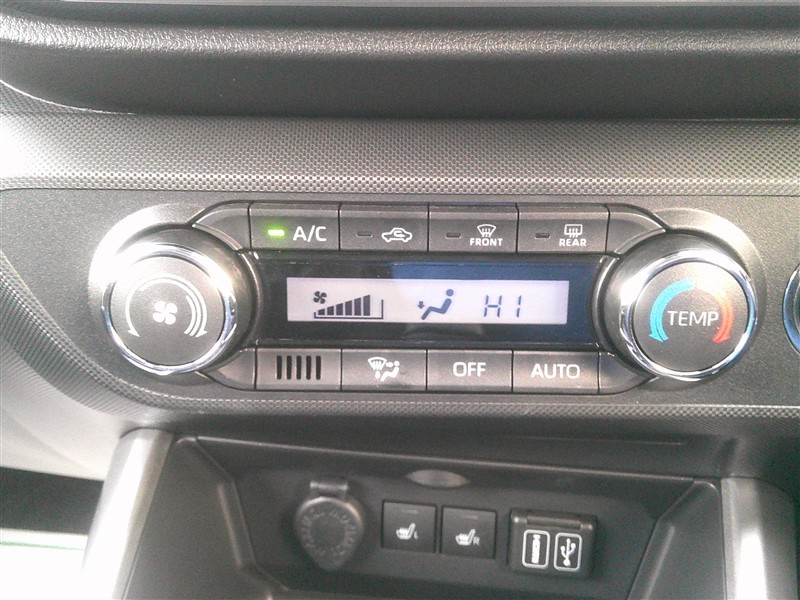 A/C
FRONT
REAR
HI
TEMP
OFF
AUTO
L
R